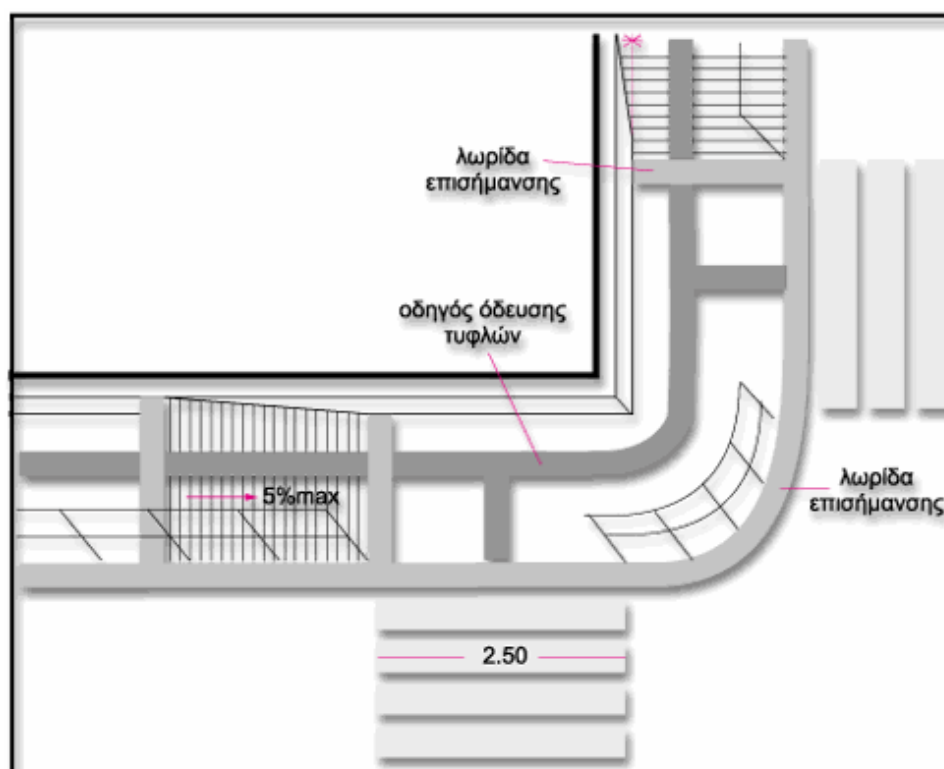 λωρίδα
επισήμανσης
οδηγός όδευσης
τυφλών
5%max
λωρίδα
επισήμανσης
2.50